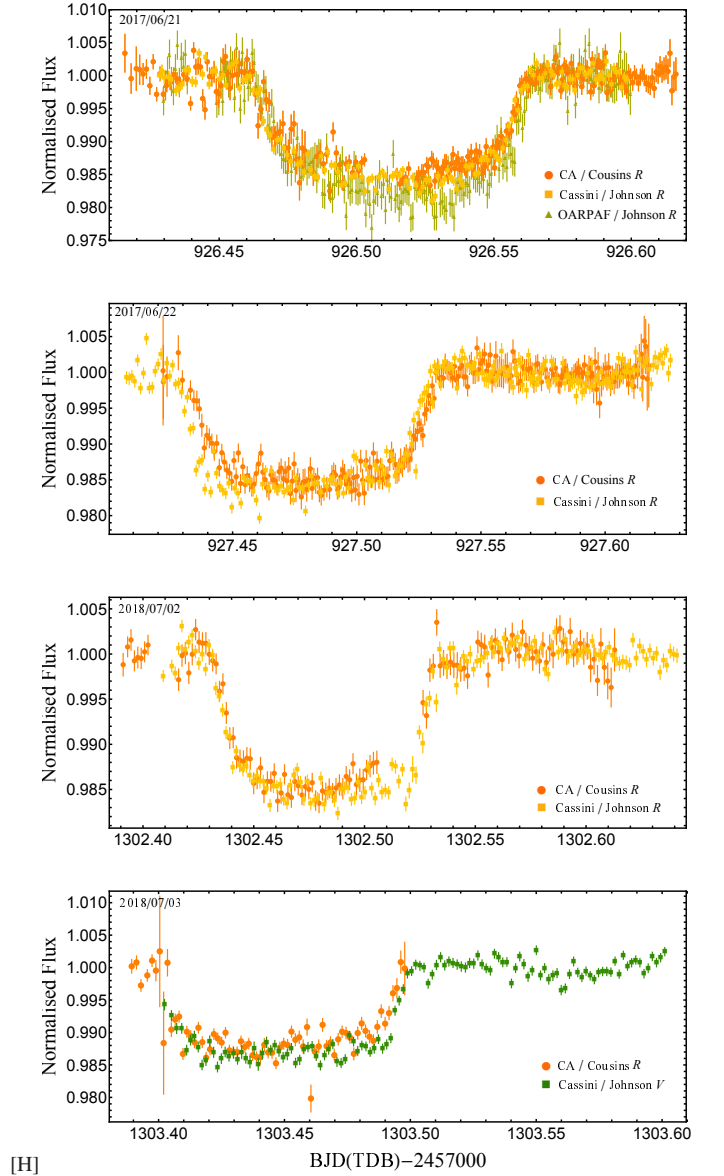 2017/06/21
1.010
1.005
1.000
0.995
0.990
0.985
0.980
0.975
Normalised Flux
CA / Cousins R
Cassini / Johnson R
OARPAF / Johnson R
926.45 926.50 926.55 926.60
2017/06/22
1.005
1.000
0.995
0.990
0.985
0.980
Normalised Flux
CA / Cousins R
Cassini / Johnson R
927.45 927.50 927.55 927.60
2018/07/02
1.005
1.000
0.995
0.990
0.985
Normalised Flux
CA / Cousins R
Cassini / Johnson R
1302.40 1302.45 1302.50 1302.55 1302.60
2018/07/03
1.010
1.005
1.000
0.995
0.990
0.985
0.980
Normalised Flux
CA / Cousins R
Cassini / Johnson V
1303.40 1303.45 1303.50 1303.55 1303.60
[H] BJD(TDB)−2457000